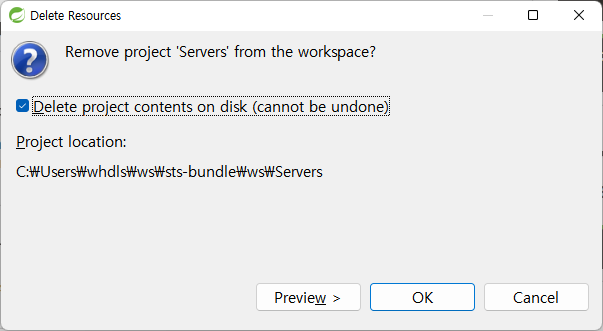 Delete Resources
Remove project 'Servers' from the workspace?
Delete project contents on disk (cannot be undone)
Project location:
C:₩Users₩whdls₩ws₩sts-bundle₩ws₩Servers
Preview >
OK
Cancel